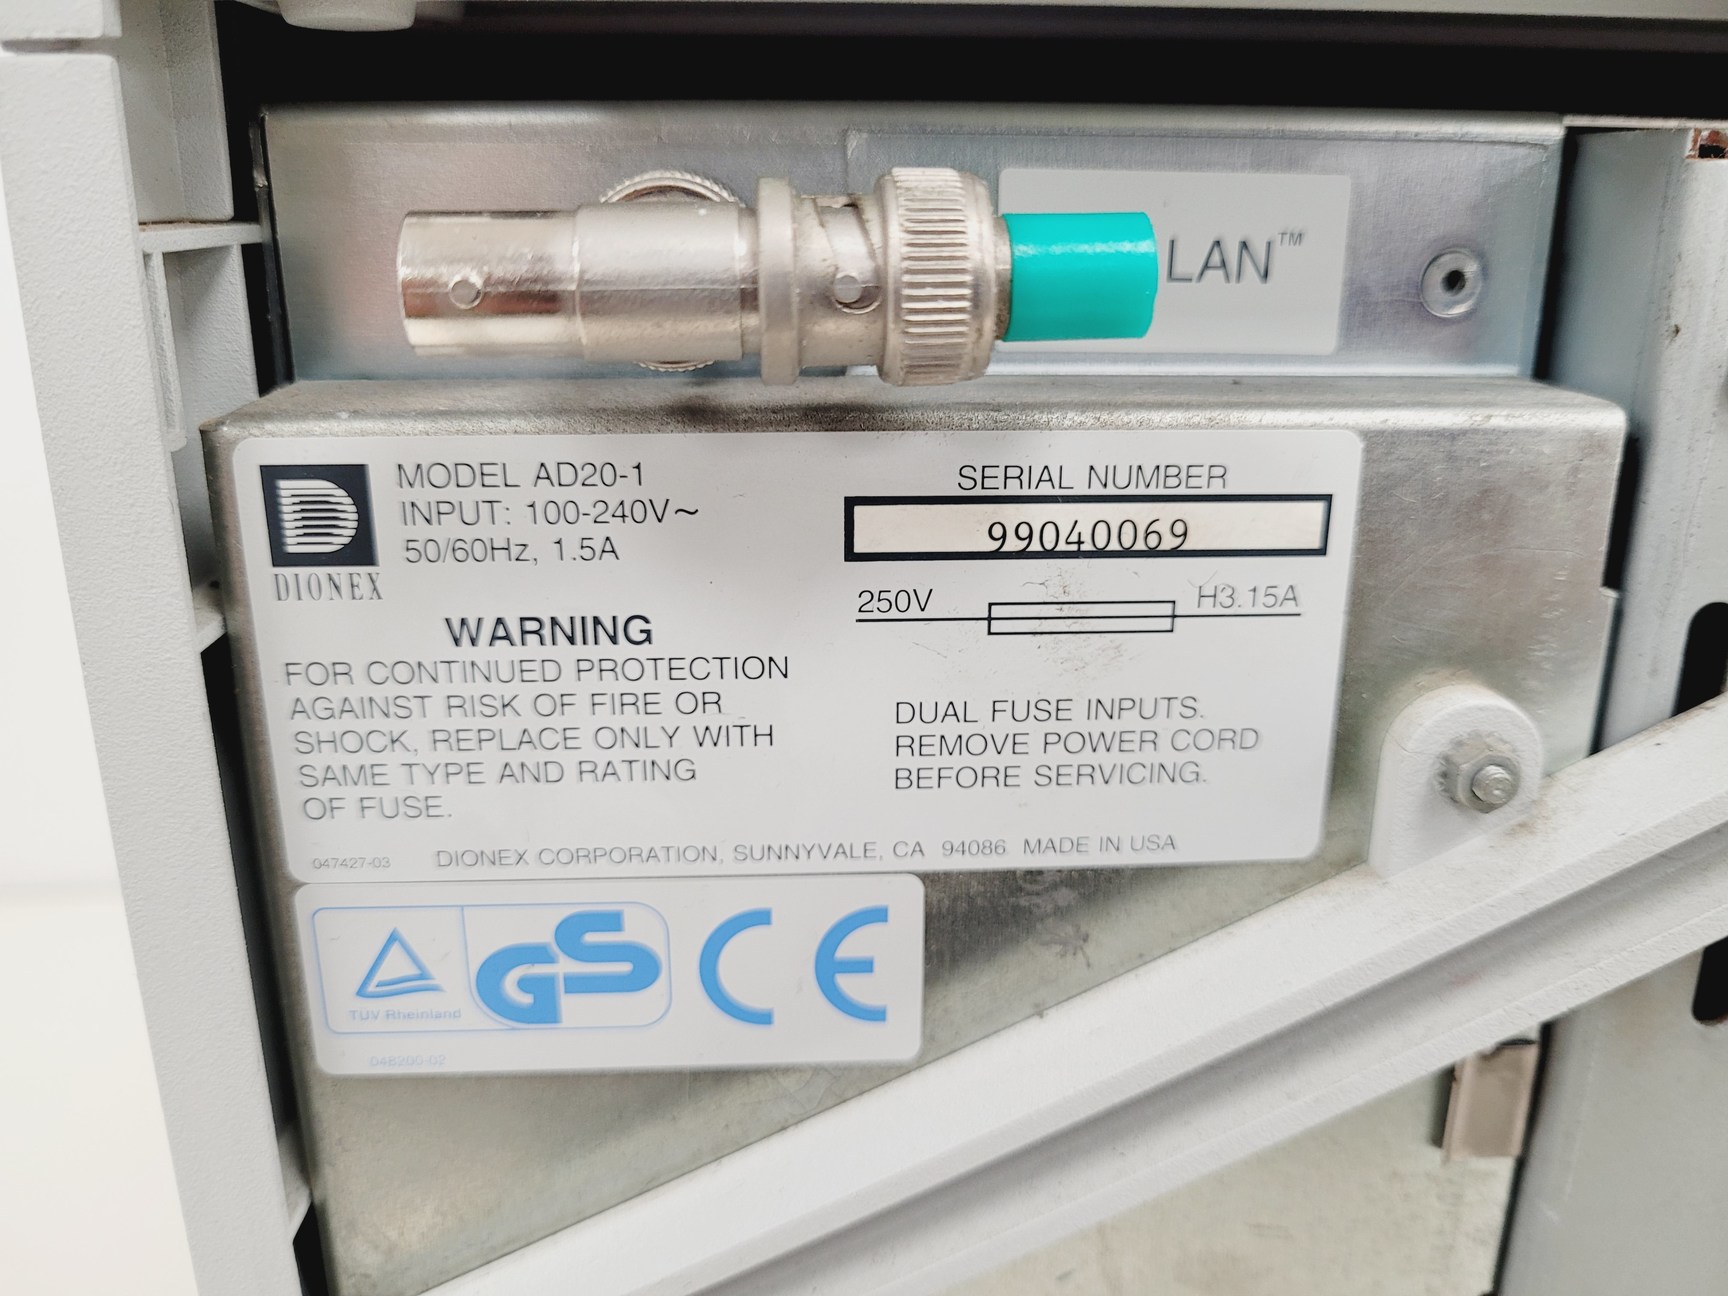 LAN™
DIONEX
MODEL AD20-1
INPUT: 100-240V~
50/60Hz, 1.5A
WARNING
FOR CONTINUED PROTECTION
AGAINST RISK OF FIRE OR
SHOCK, REPLACE ONLY WITH
SAME TYPE AND RATING
OF FUSE.
SERIAL NUMBER
99040069
250V H3.15A
DUAL FUSE INPUTS.
REMOVE POWER CORD
BEFORE SERVICING.
047427-03 DIONEX CORPORATION, SUNNYVALE, CA 94086 MADE IN USA
TUV Rheinland
GS
CE
048200-02